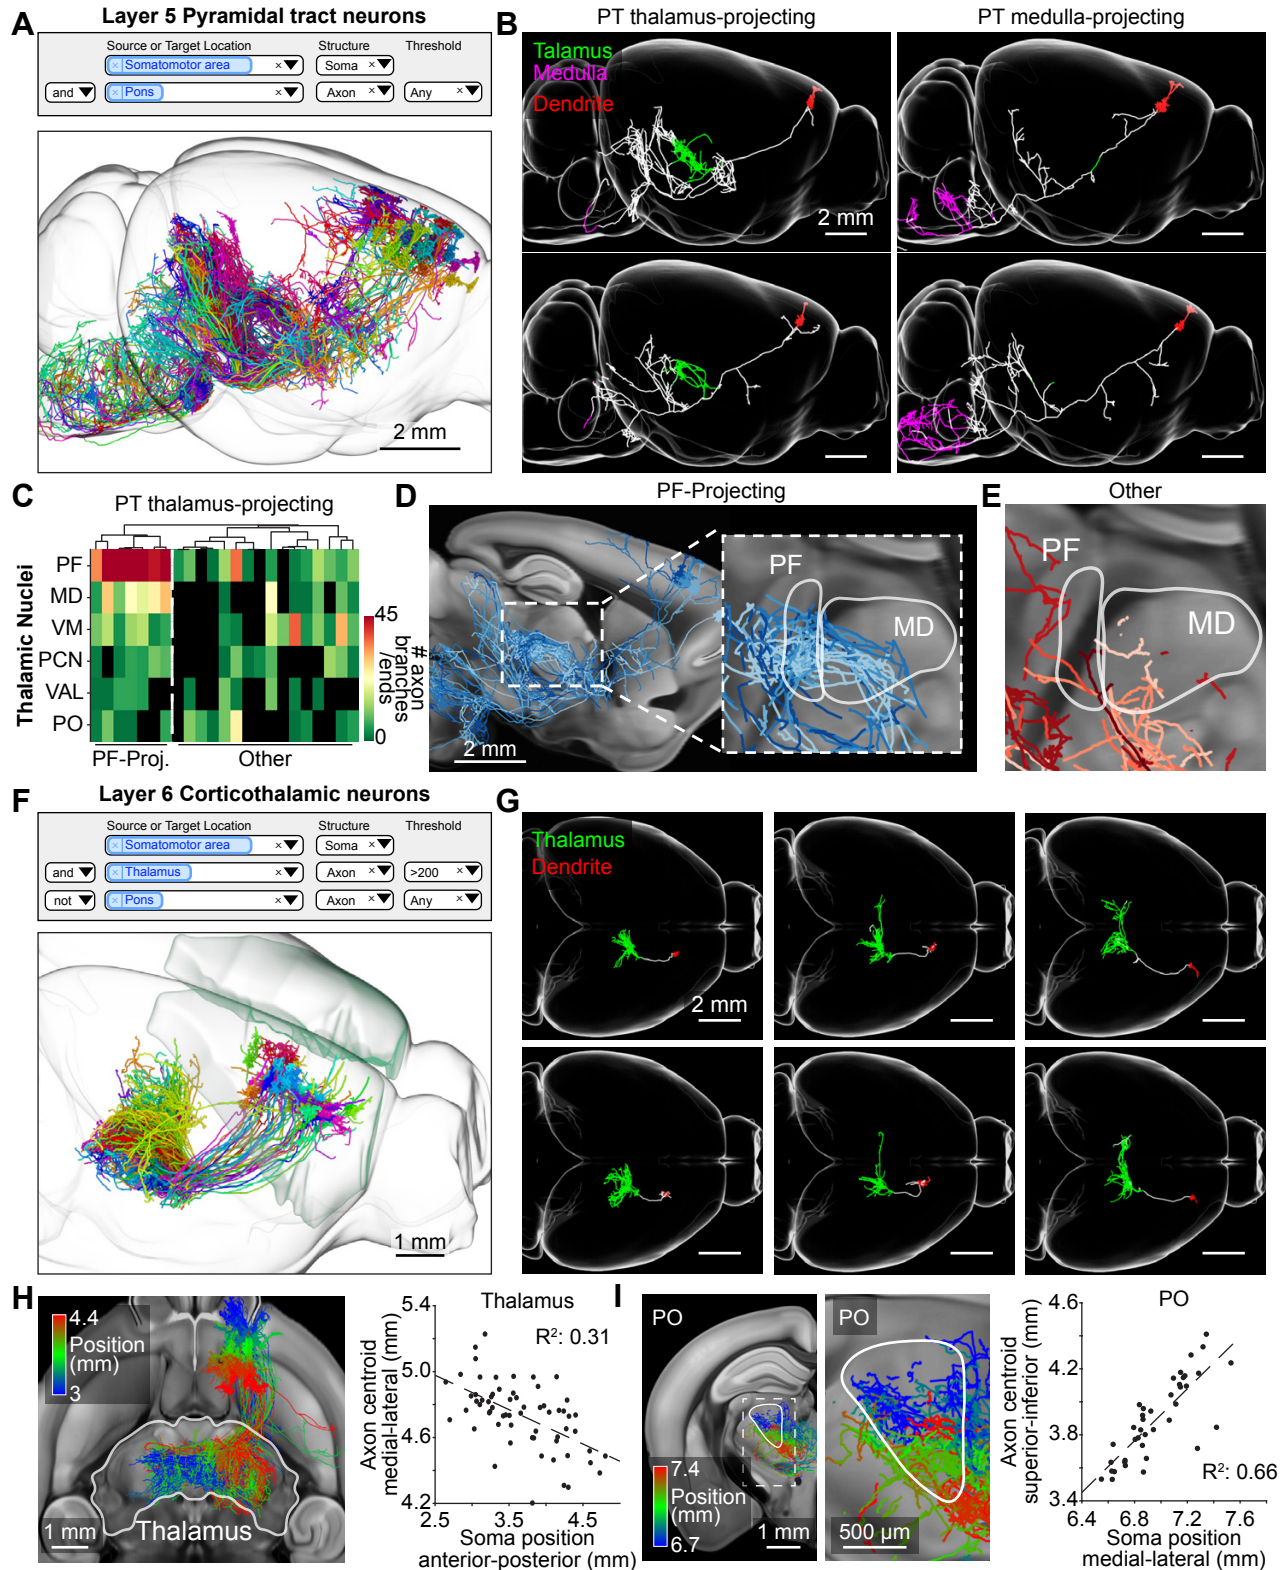 A
Layer 5 Pyramidal tract neurons
Source or Target Location Structure Threshold
× Somatomotor area × Soma ×
and × Pons × Axon × Any ×
2 mm
B
PT thalamus-projecting PT medulla-projecting
Talamus
Medulla
Dendrite
2 mm
C
PT thalamus-projecting
Thalamic Nuclei
PF
MD
VM
PCN
VAL
PO
45
0
# axon
branches
/ends
PF-Proj. Other
D
PF-Projecting
PF
MD
2 mm
E
Other
PF
MD
F
Layer 6 Corticothalamic neurons
Source or Target Location Structure Threshold
× Somatomotor area × Soma ×
and × Thalamus × Axon × >200 ×
not × Pons × Axon × Any ×
1 mm
G
Thalamus
Dendrite
2 mm
H
4.4
Position
(mm)
3
1 mm
Thalamus
Thalamus
R²: 0.31
Axon centroid
medial-lateral (mm)
5.4
5.0
4.6
4.2
2.5 3.5 4.5
Soma position
anterior-posterior (mm)
I
PO
7.4
Position
(mm)
6.7
1 mm
PO
500 µm
PO
R²: 0.66
Axon centroid
superior-inferior (mm)
4.6
4.2
3.8
3.4
6.4 6.8 7.2 7.8
Soma position
medial-lateral (mm)